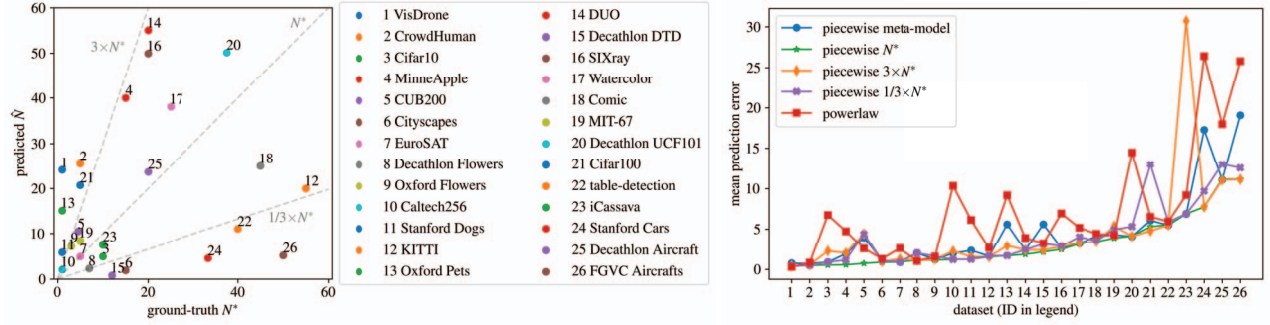 60
50
40
30
20
10
0
predicted N̂
0
20
40
60
ground-truth N*
3×N*
N*
1/3×N*
14
16
20
4
17
1
2
21
25
18
12
13
5
19
9
7
23
3
22
24
26
10
8
15
6
1 VisDrone
2 CrowdHuman
3 Cifar10
4 MinneApple
5 CUB200
6 Cityscapes
7 EuroSAT
8 Decathlon Flowers
9 Oxford Flowers
10 Caltech256
11 Stanford Dogs
12 KITTI
13 Oxford Pets
14 DUO
15 Decathlon DTD
16 SIXray
17 Watercolor
18 Comic
19 MIT-67
20 Decathlon UCF101
21 Cifar100
22 table-detection
23 iCassava
24 Stanford Cars
25 Decathlon Aircraft
26 FGVC Aircrafts
30
25
20
15
10
5
0
mean prediction error
piecewise meta-model
piecewise N*
piecewise 3×N*
piecewise 1/3×N*
powerlaw
1 2 3 4 5 6 7 8 9 10 11 12 13 14 15 16 17 18 19 20 21 22 23 24 25 26
dataset (ID in legend)